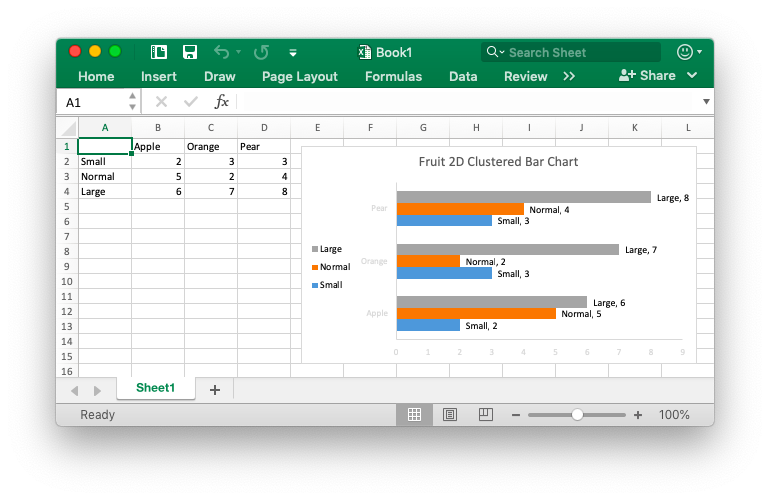 Book1
Search Sheet
Home Insert Draw Page Layout Formulas Data Review >> Share
A1 fx
A B C D E F G H I J K L
1 Apple Orange Pear
2 Small 2 3 3
3 Normal 5 2 4
4 Large 6 7 8
5
6
7
8
9
10
11
12
13
14
15
16
Fruit 2D Clustered Bar Chart
Large, 8
Pear Normal, 4
Small, 3
Large
Normal
Small
Large, 7
Orange Normal, 2
Small, 3
Large, 6
Apple Normal, 5
Small, 2
0 1 2 3 4 5 6 7 8 9
Sheet1 +
Ready - + 100%